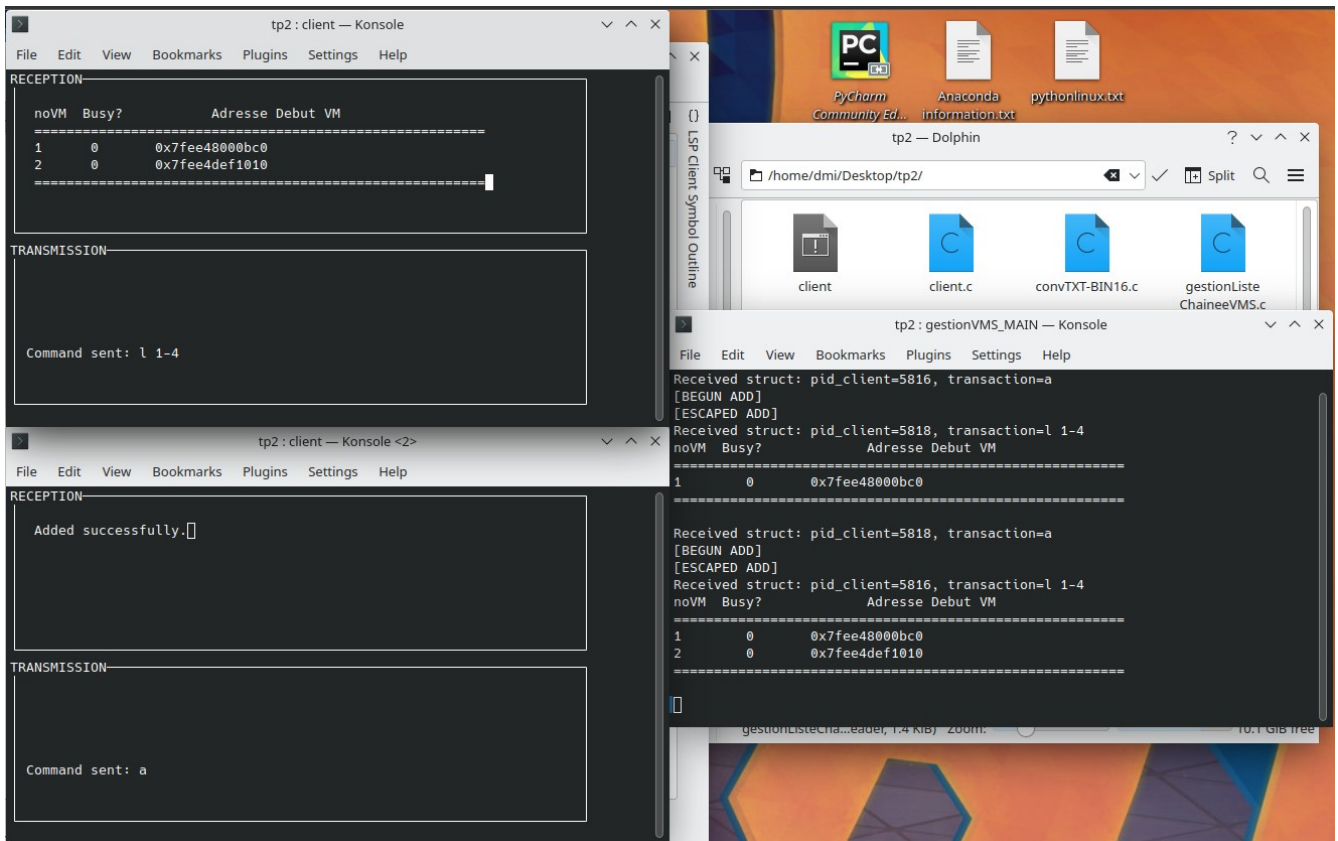 tp2 : client — Konsole
File Edit View Bookmarks Plugins Settings Help
RECEPTION
noVM Busy? Adresse Debut VM
=========================================================
1 0 0x7fee48000bc0
2 0 0x7fee4def1010
=========================================================
TRANSMISSION
Command sent: l 1-4
tp2 : client — Konsole <2>
File Edit View Bookmarks Plugins Settings Help
RECEPTION
Added successfully.
TRANSMISSION
Command sent: a
{}
LSP Client Symbol Outline
PC
PyCharm
Community Ed...
Anaconda
information.txt
pythonlinux.txt
tp2 — Dolphin
/home/dmi/Desktop/tp2/
Split
client
C
client.c
C
convTXT-BIN16.c
C
gestionListe
ChaineeVMS.c
tp2 : gestionVMS_MAIN — Konsole
File Edit View Bookmarks Plugins Settings Help
Received struct: pid_client=5816, transaction=a
[BEGUN ADD]
[ESCAPED ADD]
Received struct: pid_client=5818, transaction=l 1-4
noVM Busy? Adresse Debut VM
=========================================================
1 0 0x7fee48000bc0
=========================================================
Received struct: pid_client=5818, transaction=a
[BEGUN ADD]
[ESCAPED ADD]
Received struct: pid_client=5816, transaction=l 1-4
noVM Busy? Adresse Debut VM
=========================================================
1 0 0x7fee48000bc0
2 0 0x7fee4def1010
=========================================================
gestionListeCha...eader, 1.4 KiB) Zoom: 10.1 GiB free